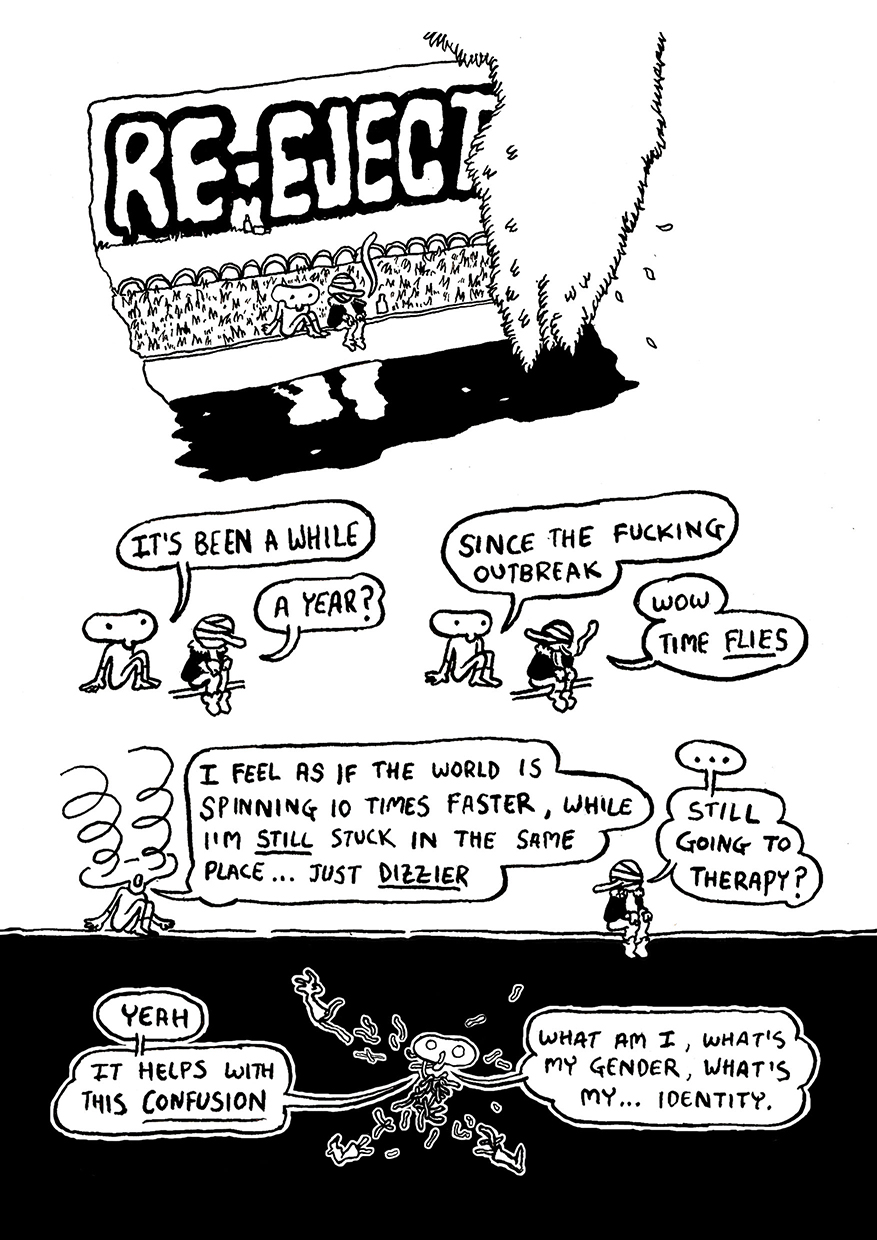 RE-EJECT
IT'S BEEN A WHILE
A YEAR?
SINCE THE FUCKING
OUTBREAK
WOW
TIME FLIES
I FEEL AS IF THE WORLD IS
SPINNING 10 TIMES FASTER, WHILE
I'M STILL STUCK IN THE SAME
PLACE... JUST DIZZIER
...
STILL
GOING TO
THERAPY?
YEAH
IT HELPS WITH
THIS CONFUSION
WHAT AM I, WHAT'S
MY GENDER, WHAT'S
MY... IDENTITY.